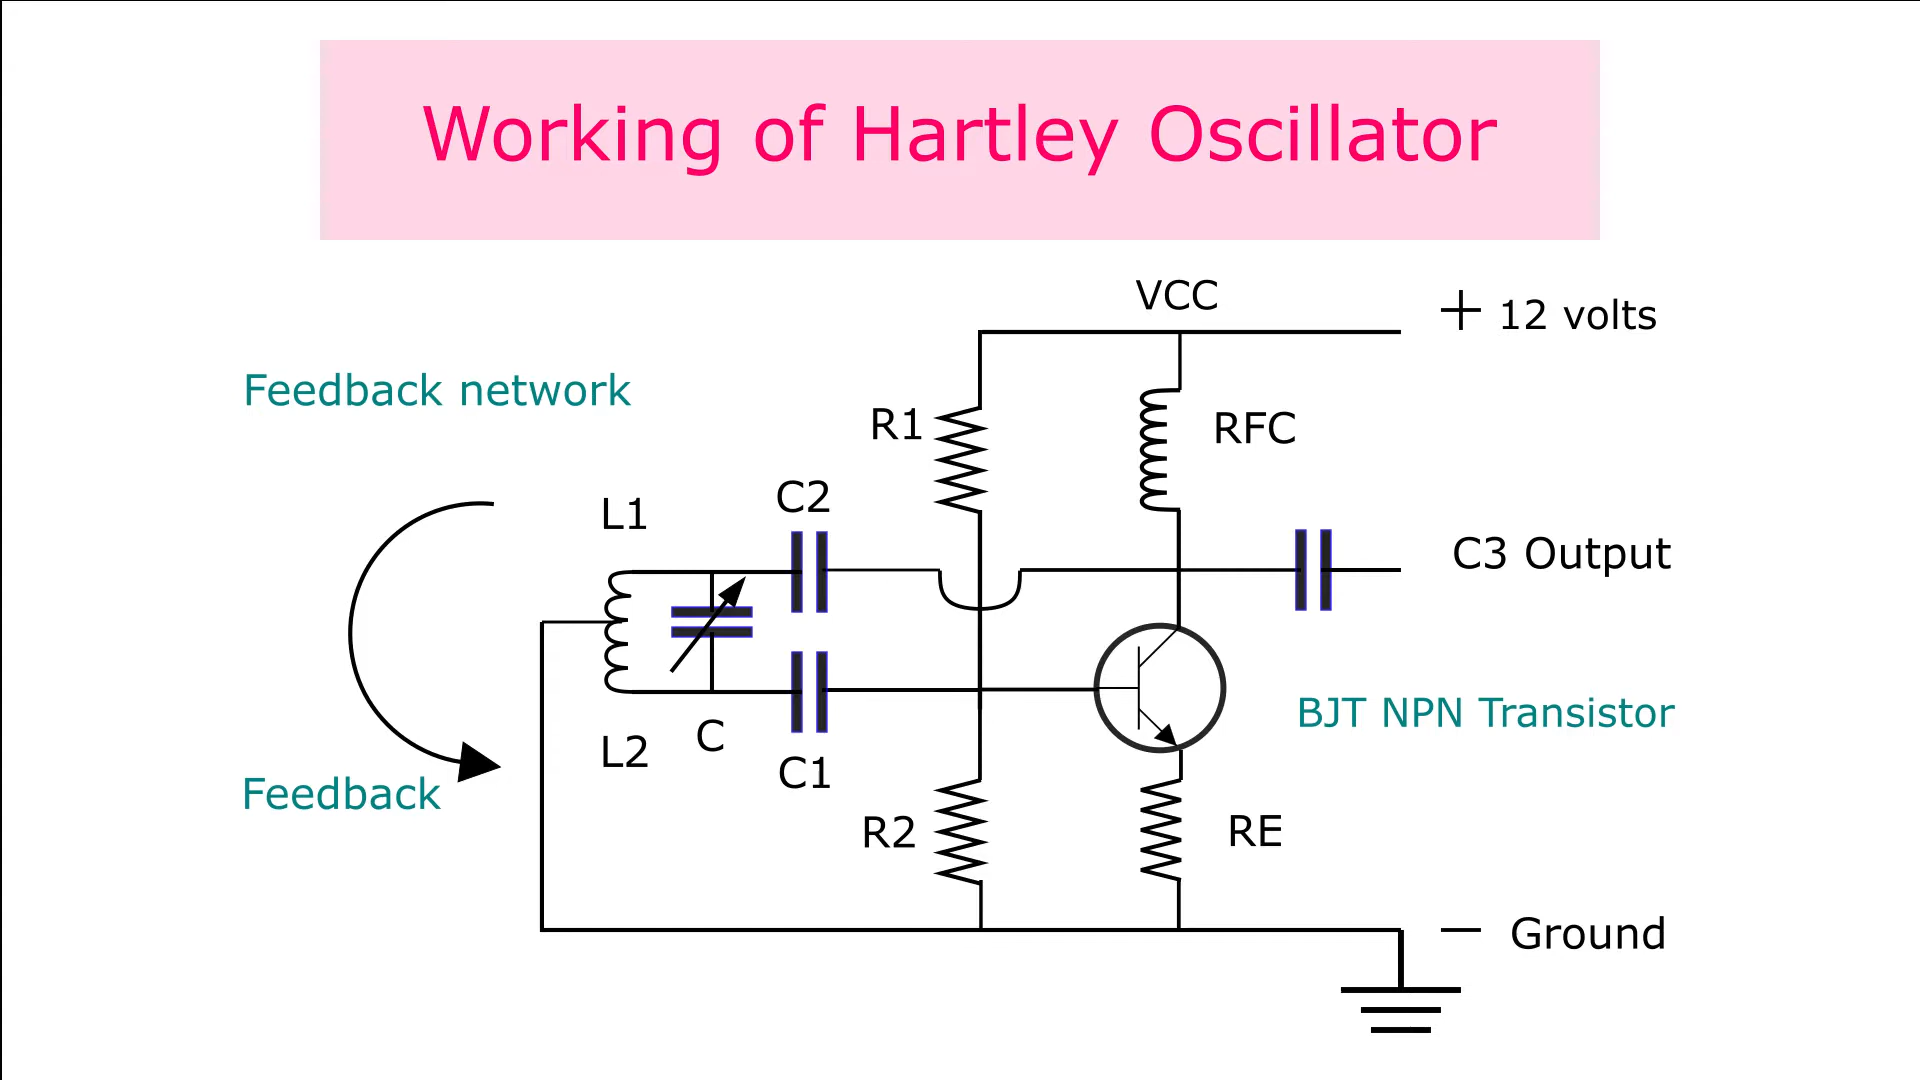 Working of Hartley Oscillator
VCC
+ 12 volts
Feedback network
R1
RFC
C2
L1
C3 Output
BJT NPN Transistor
C
L2
C1
Feedback
R2
RE
— Ground